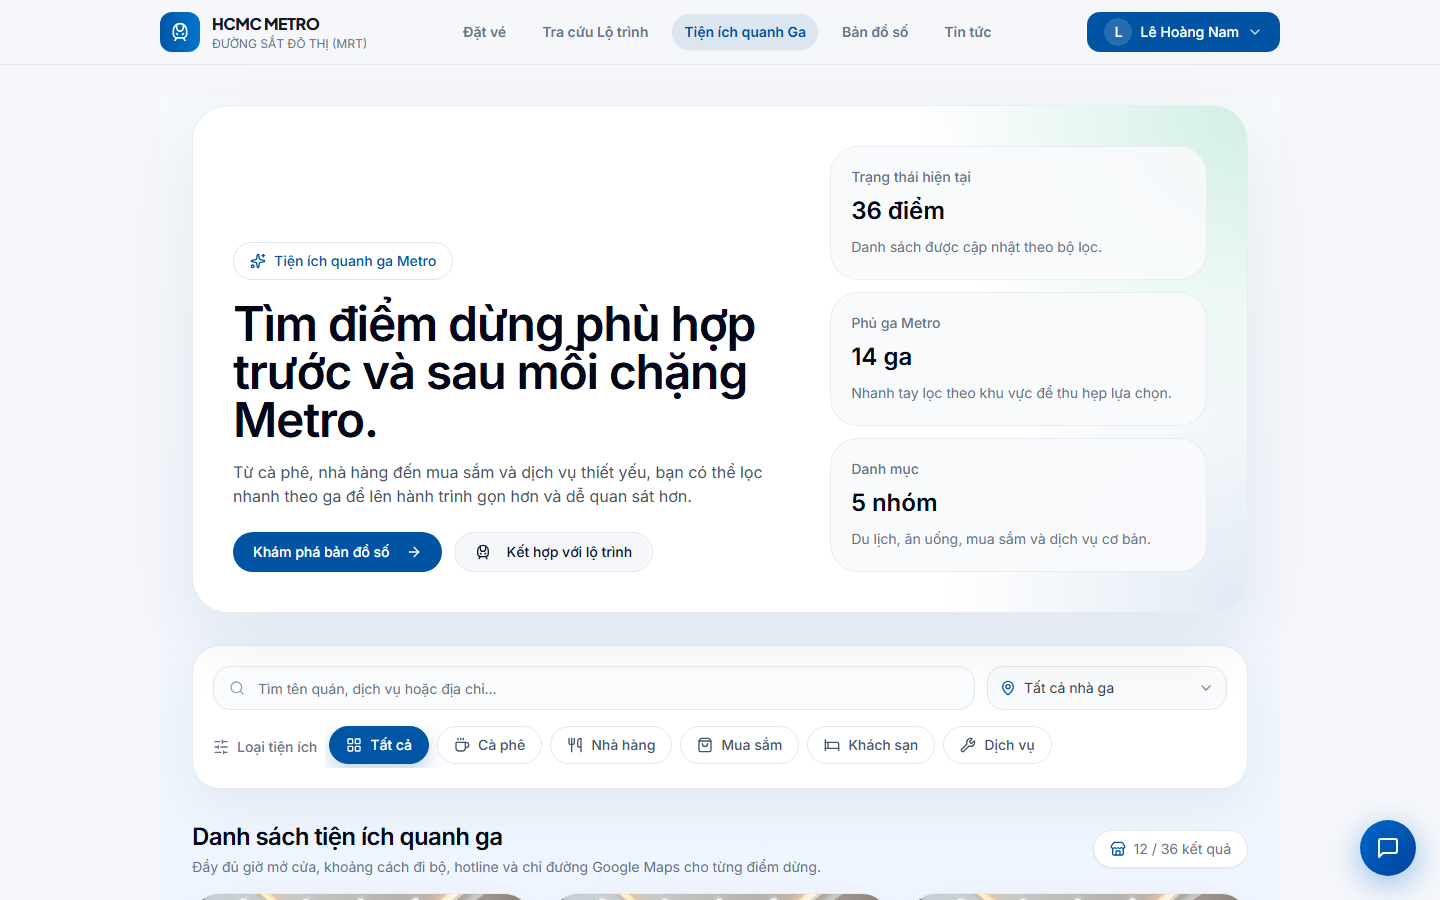 HCMC METRO
ĐƯỜNG SẮT ĐÔ THỊ (MRT)
Đặt vé
Tra cứu Lộ trình
Tiện ích quanh Ga
Bản đồ số
Tin tức
L
Lê Hoàng Nam
Tiện ích quanh ga Metro
Tìm điểm dừng phù hợp
trước và sau mỗi chặng
Metro.
Từ cà phê, nhà hàng đến mua sắm và dịch vụ thiết yếu, bạn có thể lọc
nhanh theo ga để lên hành trình gọn hơn và dễ quan sát hơn.
Khám phá bản đồ số
Kết hợp với lộ trình
Trạng thái hiện tại
36 điểm
Danh sách được cập nhật theo bộ lọc.
Phủ ga Metro
14 ga
Nhanh tay lọc theo khu vực để thu hẹp lựa chọn.
Danh mục
5 nhóm
Du lịch, ăn uống, mua sắm và dịch vụ cơ bản.
Tìm tên quán, dịch vụ hoặc địa chỉ...
Tất cả nhà ga
Loại tiện ích
Tất cả
Cà phê
Nhà hàng
Mua sắm
Khách sạn
Dịch vụ
Danh sách tiện ích quanh ga
Đầy đủ giờ mở cửa, khoảng cách đi bộ, hotline và chỉ đường Google Maps cho từng điểm dừng.
12 / 36 kết quả